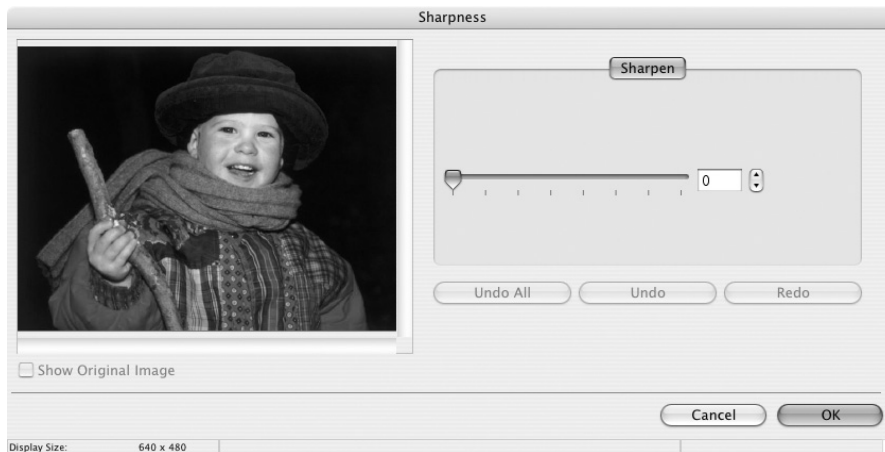 Sharpness
Sharpen
0
Undo All Undo Redo
Show Original Image
Cancel OK
Display Size: 640 x 480